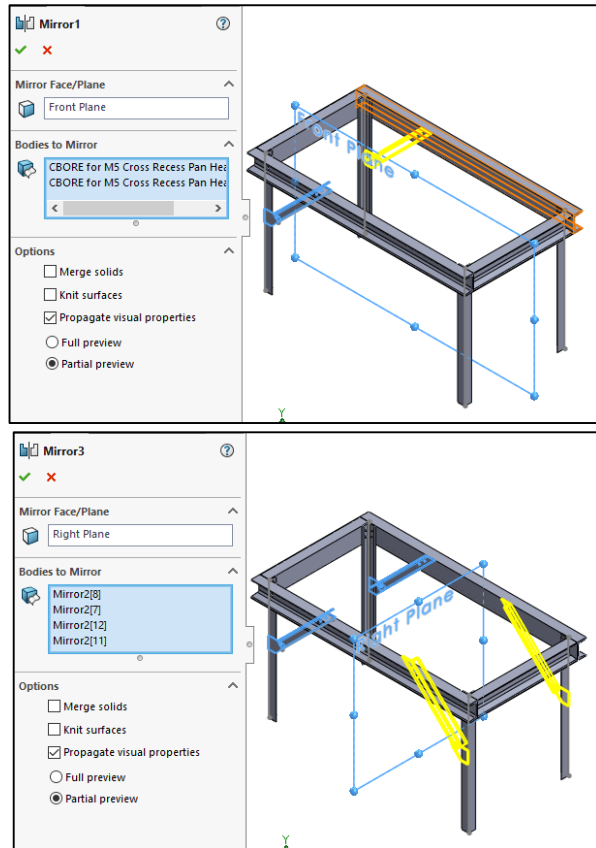 Mirror1
Mirror Face/Plane
Front Plane
Bodies to Mirror
CBORE for M5 Cross Recess Pan Hea
CBORE for M5 Cross Recess Pan Hea
Options
Merge solids
Knit surfaces
Propagate visual properties
Full preview
Partial preview
Front Plane
Y
Mirror3
Mirror Face/Plane
Right Plane
Bodies to Mirror
Mirror2[8]
Mirror2[7]
Mirror2[12]
Mirror2[11]
Options
Merge solids
Knit surfaces
Propagate visual properties
Full preview
Partial preview
Right Plane
Y